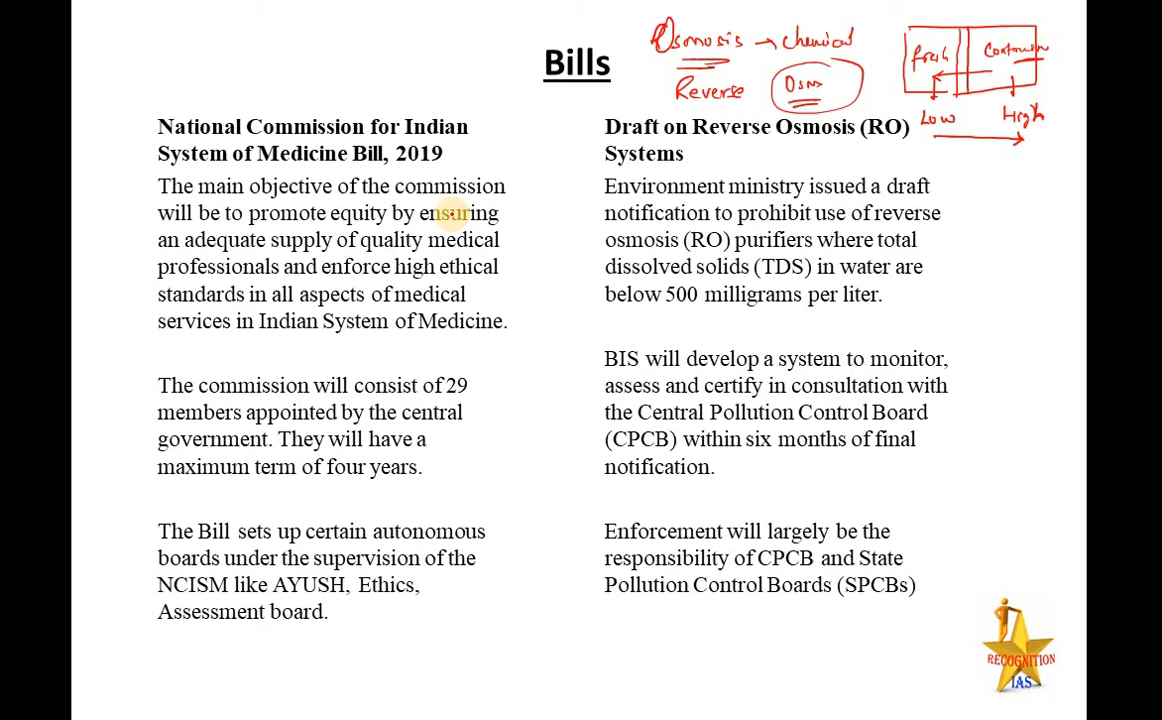 Bills
Osmosis → Chemical
Reverse Osm
Fresh
Low
High
National Commission for Indian
System of Medicine Bill, 2019
The main objective of the commission
will be to promote equity by ensuring
an adequate supply of quality medical
professionals and enforce high ethical
standards in all aspects of medical
services in Indian System of Medicine.
The commission will consist of 29
members appointed by the central
government. They will have a
maximum term of four years.
The Bill sets up certain autonomous
boards under the supervision of the
NCISM like AYUSH, Ethics,
Assessment board.
Draft on Reverse Osmosis (RO)
Systems
Environment ministry issued a draft
notification to prohibit use of reverse
osmosis (RO) purifiers where total
dissolved solids (TDS) in water are
below 500 milligrams per liter.
BIS will develop a system to monitor,
assess and certify in consultation with
the Central Pollution Control Board
(CPCB) within six months of final
notification.
Enforcement will largely be the
responsibility of CPCB and State
Pollution Control Boards (SPCBs)
RECOGNITION
IAS